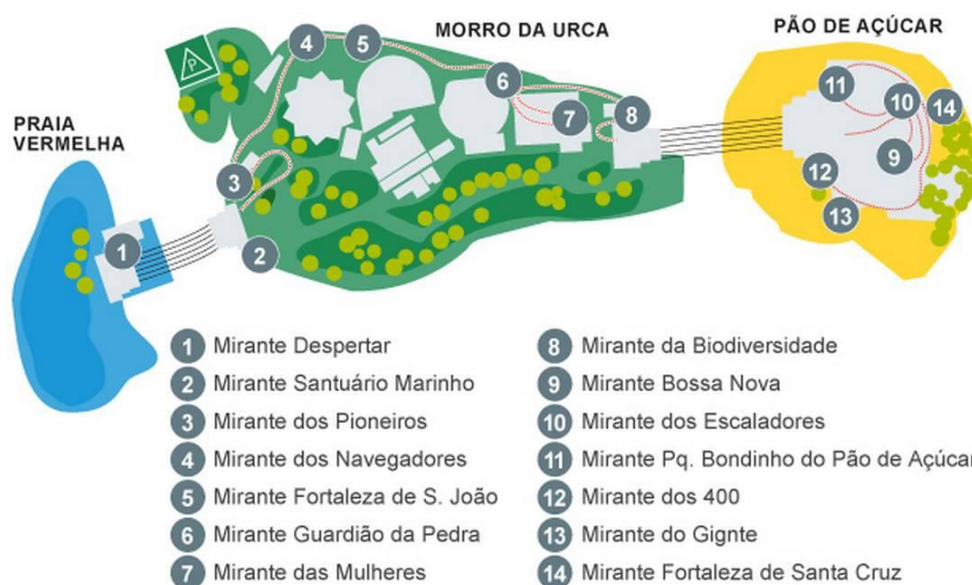 MORRO DA URCA
PÃO DE AÇÚCAR
P
PRAIA
VERMELHA
4
5
6
7
8
11
10
14
9
12
13
3
1
2
1 Mirante Despertar
2 Mirante Santuário Marinho
3 Mirante dos Pioneiros
4 Mirante dos Navegadores
5 Mirante Fortaleza de S. João
6 Mirante Guardião da Pedra
7 Mirante das Mulheres
8 Mirante da Biodiversidade
9 Mirante Bossa Nova
10 Mirante dos Escaladores
11 Mirante Pq. Bondinho do Pão de Açúcar
12 Mirante dos 400
13 Mirante do Gignte
14 Mirante Fortaleza de Santa Cruz